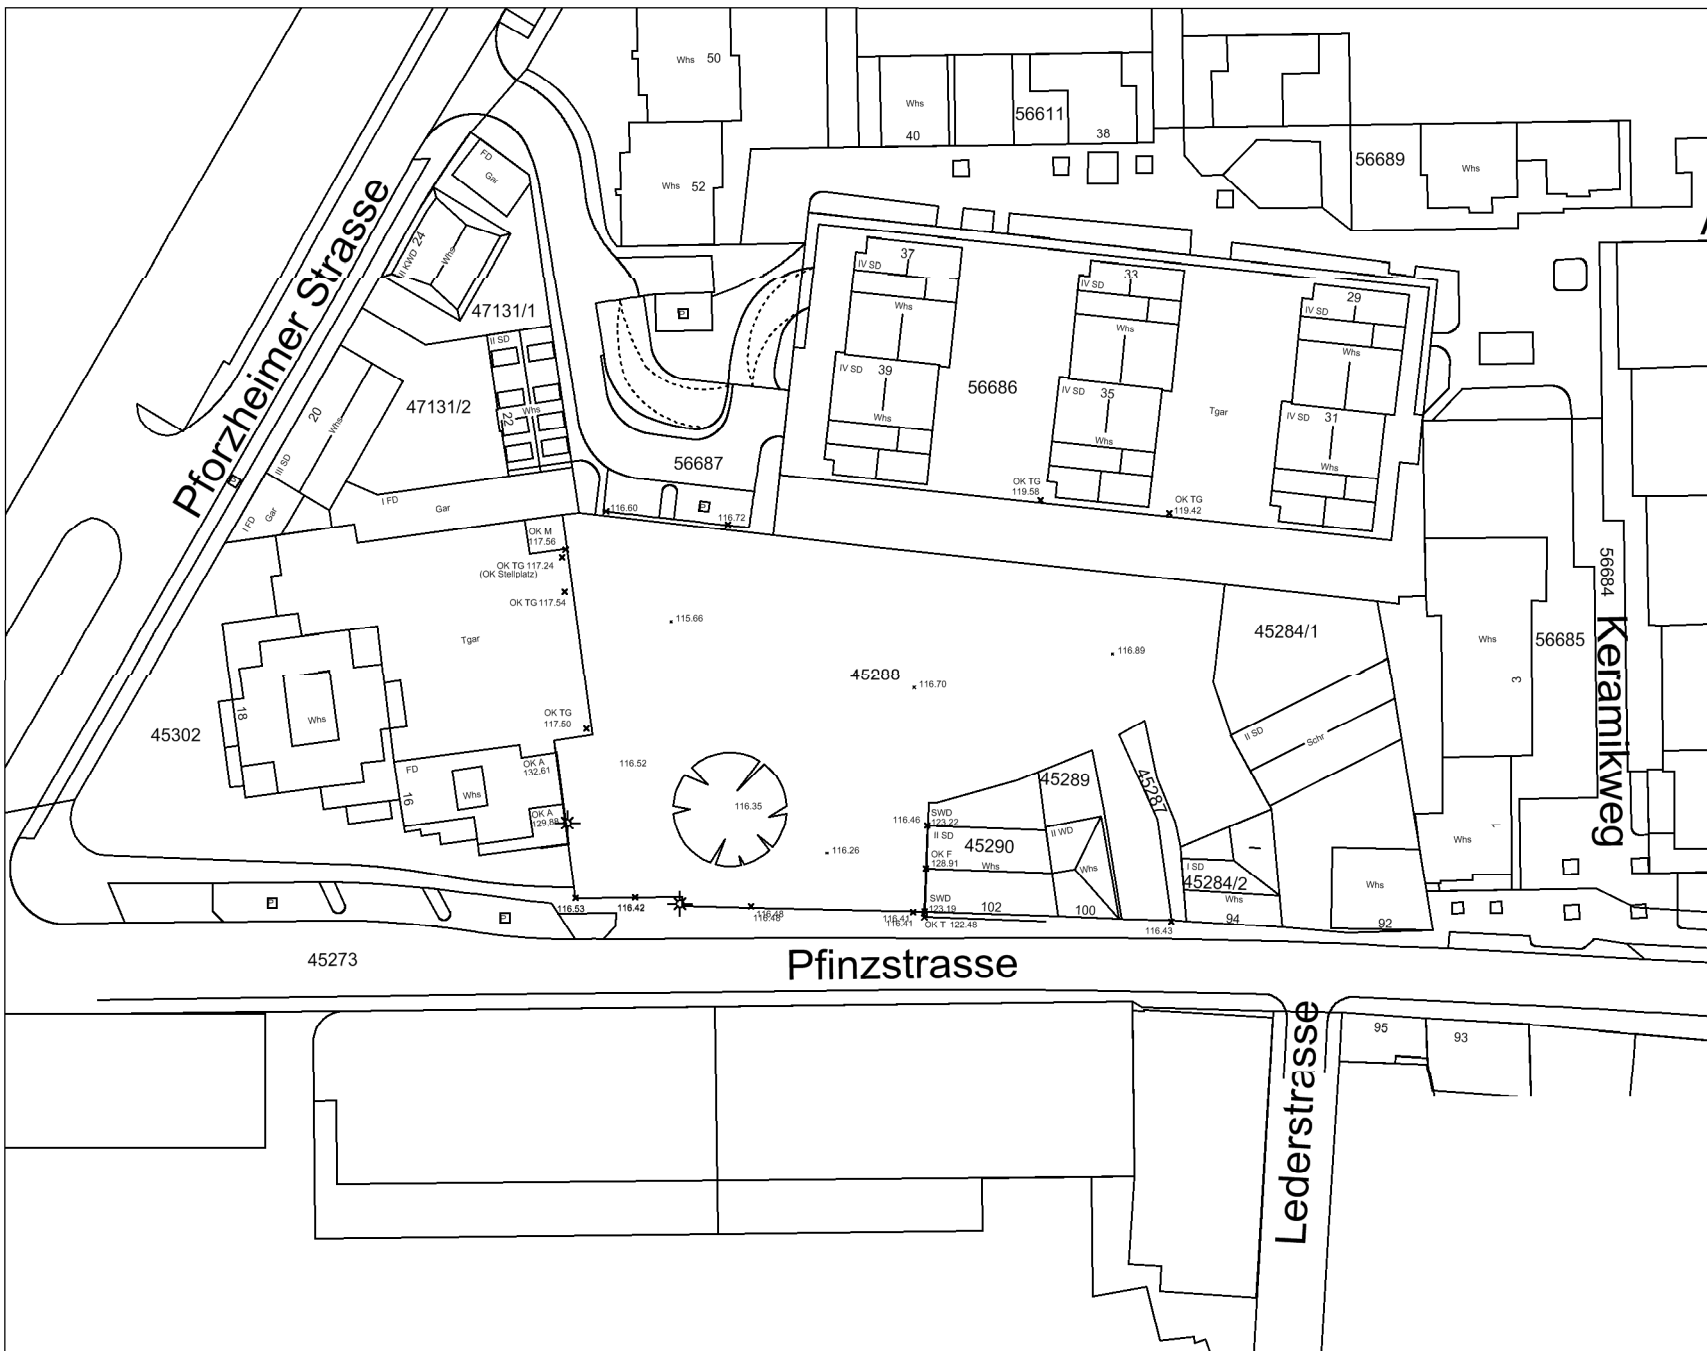 Whs 50
Whs
40
56611
38
56689
Whs
Whs 52
FD
Gar
24
II KWD
Whs
Pforzheimer Strasse
47131/1
37
IV SD
Whs
33
IV SD
Whs
29
IV SD
Whs
P
II SD
22
Whs
47131/2
20
Whs
III SD
39
IV SD
Whs
56686
35
IV SD
Whs
Tgar
31
IV SD
Whs
56687
P
P
I FD
Gar
I FD
Gar
116.60
116.72
OK TG
119.58
OK TG
119.42
OK M
117.56
OK TG 117.24
(OK Stellplatz)
OK TG 117.54
56684
Keramikweg
115.66
45284/1
Tgar
Whs
56685
3
116.89
45288
116.70
18
Whs
45302
OK TG
117.50
II SD
Schr
116.52
OK A
132.61
FD
16
Whs
OK A
129.88
116.35
45289
45287
116.46
SWD
123.22
II SD
45290
II WD
OK F
128.91
Whs
Whs
116.26
I SD
45284/2
Whs
94
Whs
1
Whs
92
SWD
123.19
102
100
P
P
116.53
116.42
116.48
116.48
116.41
116.41
OK T 122.48
116.43
45273
Pfinzstrasse
Lederstrasse
95
93